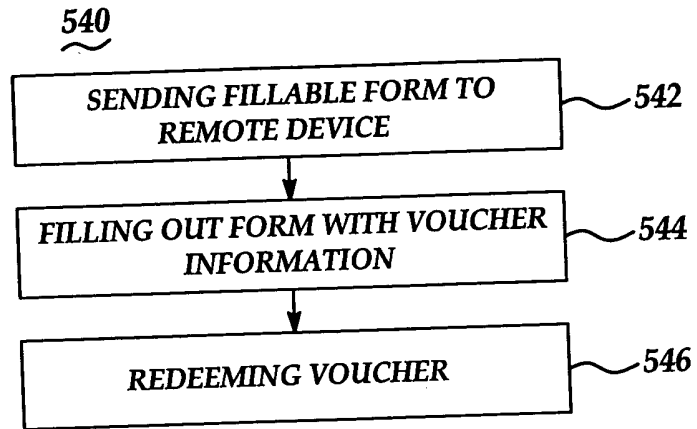 540
SENDING FILLABLE FORM TO
REMOTE DEVICE
542
FILLING OUT FORM WITH VOUCHER
INFORMATION
544
REDEEMING VOUCHER
546